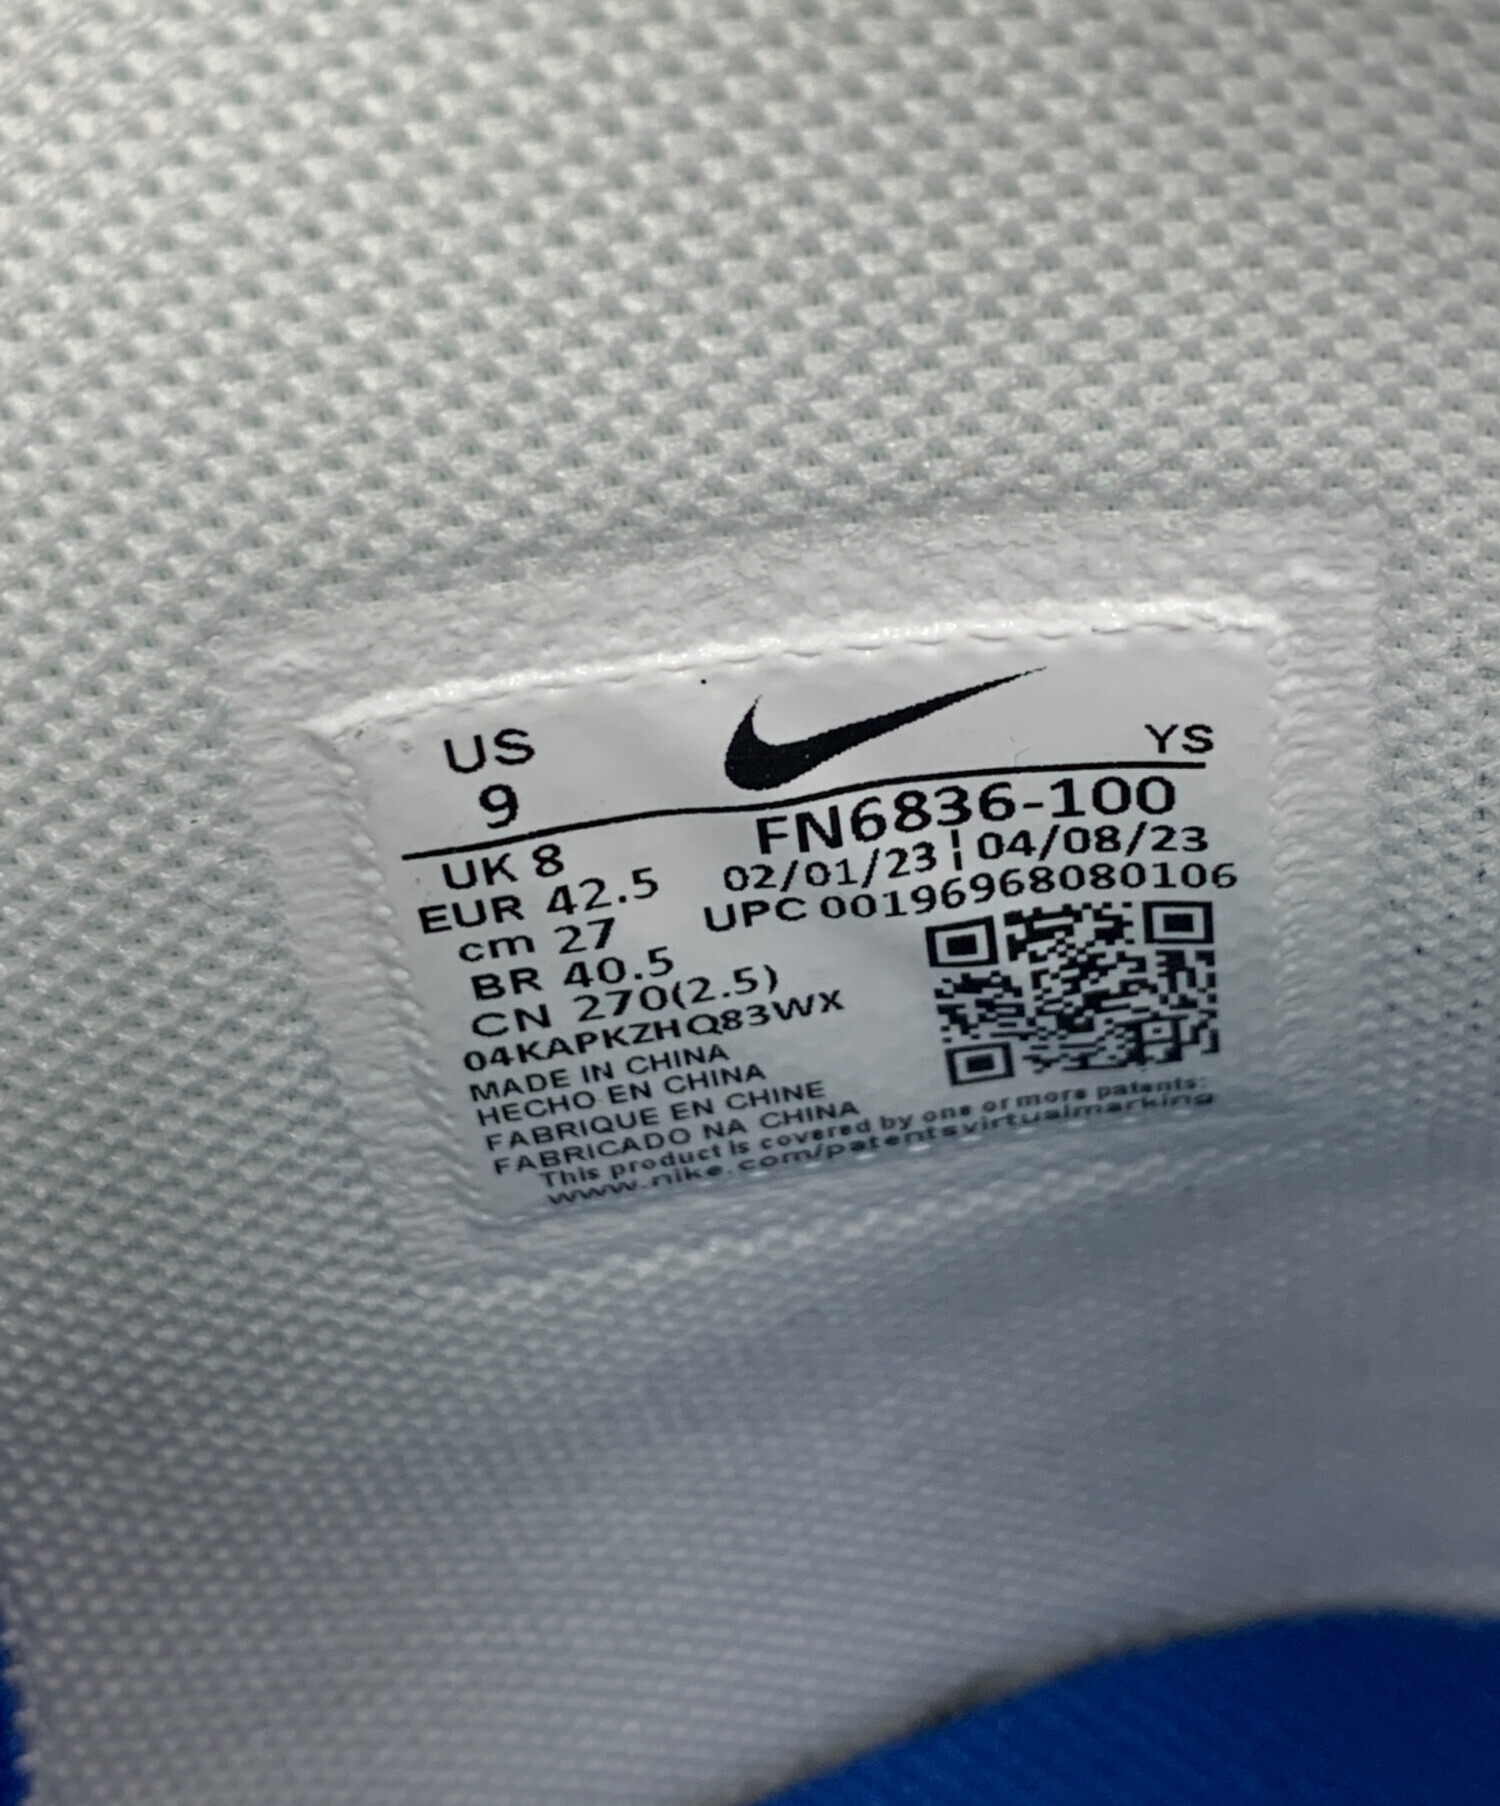 US
9
YS
UK 8
EUR 42.5
cm 27
BR 40.5
CN 270(2.5)
04KAPKZHQ83WX
MADE IN CHINA
HECHO EN CHINA
FABRIQUE EN CHINE
FABRICADO NA CHINA
FN6836-100
02/01/23 ¦ 04/08/23
UPC 00196968080106
This product is covered by one or more patents:
www.nike.com/patentsvirtualmarking